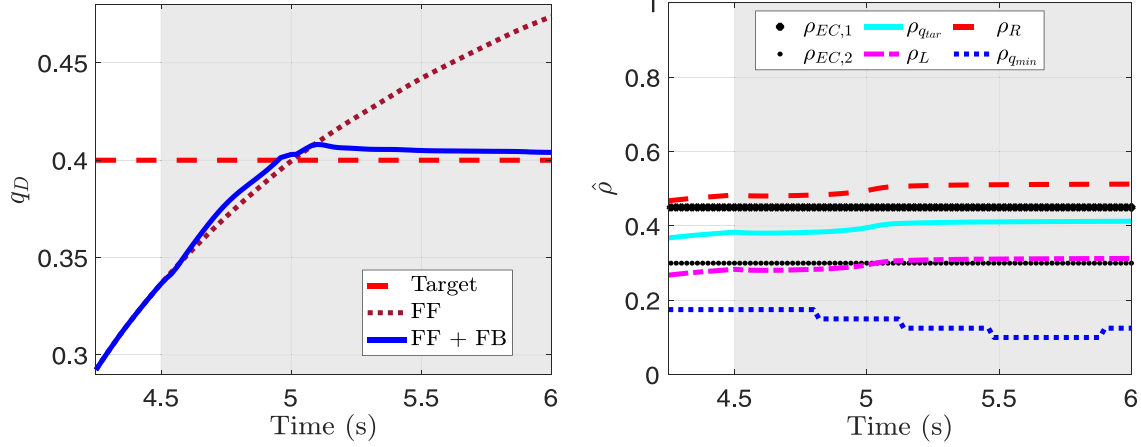 0.45
0.4
0.35
0.3
q_D
Target
FF
FF + FB
4.5 5 5.5 6
Time (s)
1
0.8
0.6
0.4
0.2
0
ρ̂
ρ_{EC,1} ρ_{q_{tar}} ρ_R
ρ_{EC,2} ρ_L ρ_{q_{min}}
4.5 5 5.5 6
Time (s)